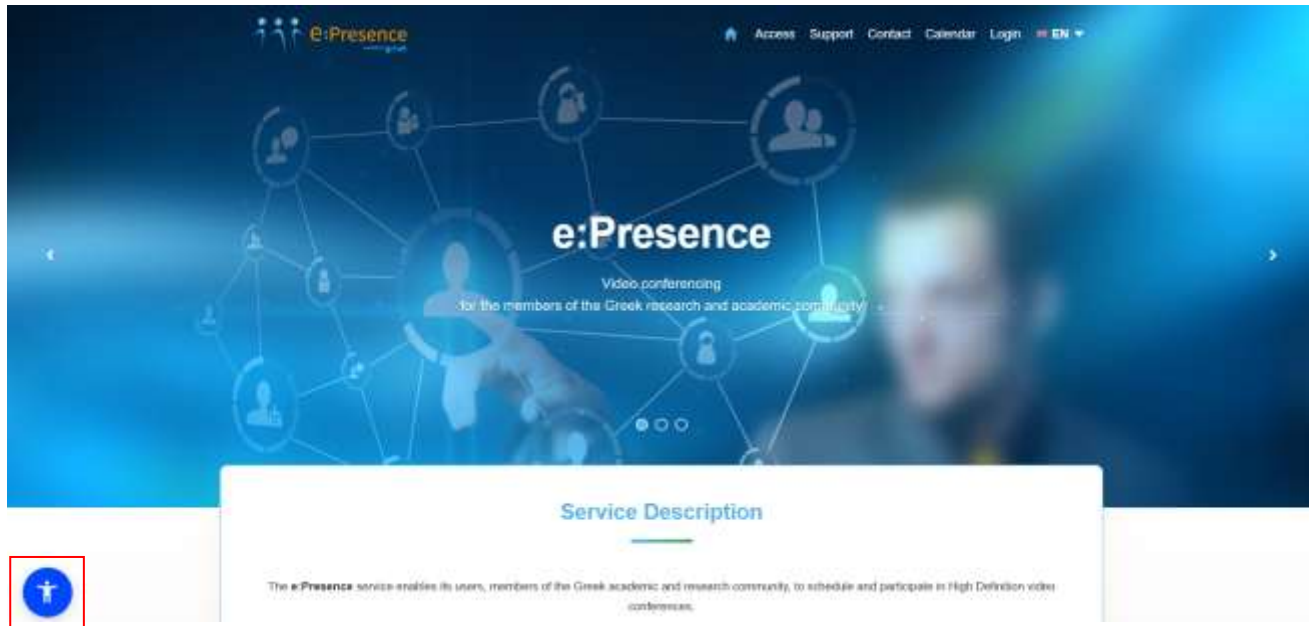 e:Presence
Access Support Contact Calendar Login EN
e:Presence
Video conferencing
for the members of the Greek research and academic community
Service Description
The e:Presence service enables its users, members of the Greek academic and research community, to schedule and participate in High Definition video
conferences.